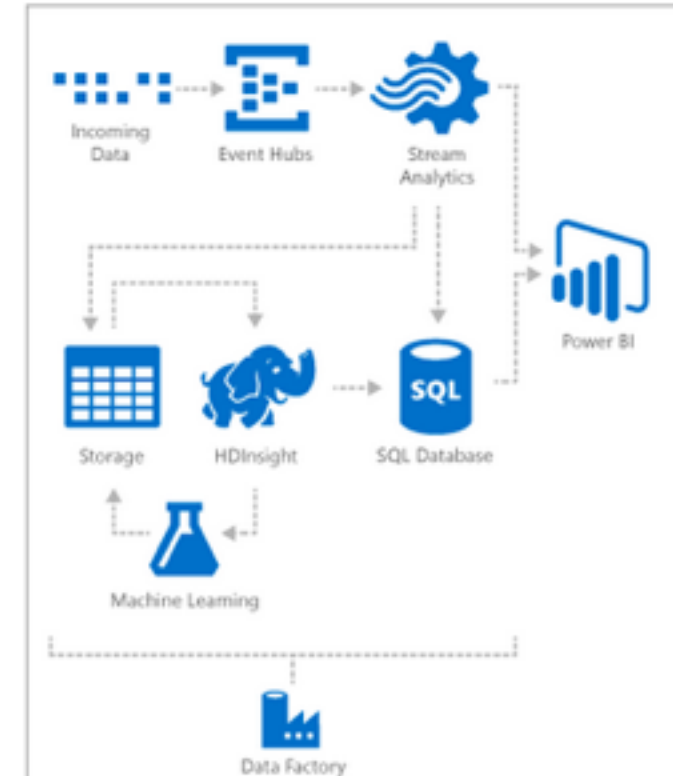 Incoming
Data
Event Hubs
Stream
Analytics
Power BI
Storage
HDInsight
SQL
SQL Database
Machine Learning
Data Factory